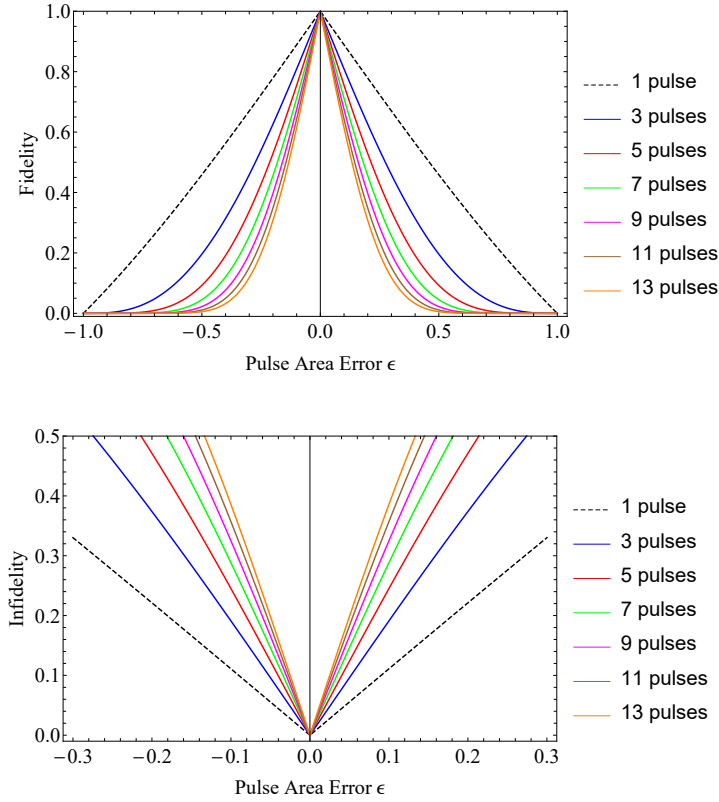 1.0
0.8
0.6
0.4
0.2
0.0
Fidelity
−1.0 −0.5 0.0 0.5 1.0
Pulse Area Error ϵ
1 pulse
3 pulses
5 pulses
7 pulses
9 pulses
11 pulses
13 pulses
0.5
0.4
0.3
0.2
0.1
0.0
Infidelity
−0.3 −0.2 −0.1 0.0 0.1 0.2 0.3
Pulse Area Error ϵ
1 pulse
3 pulses
5 pulses
7 pulses
9 pulses
11 pulses
13 pulses